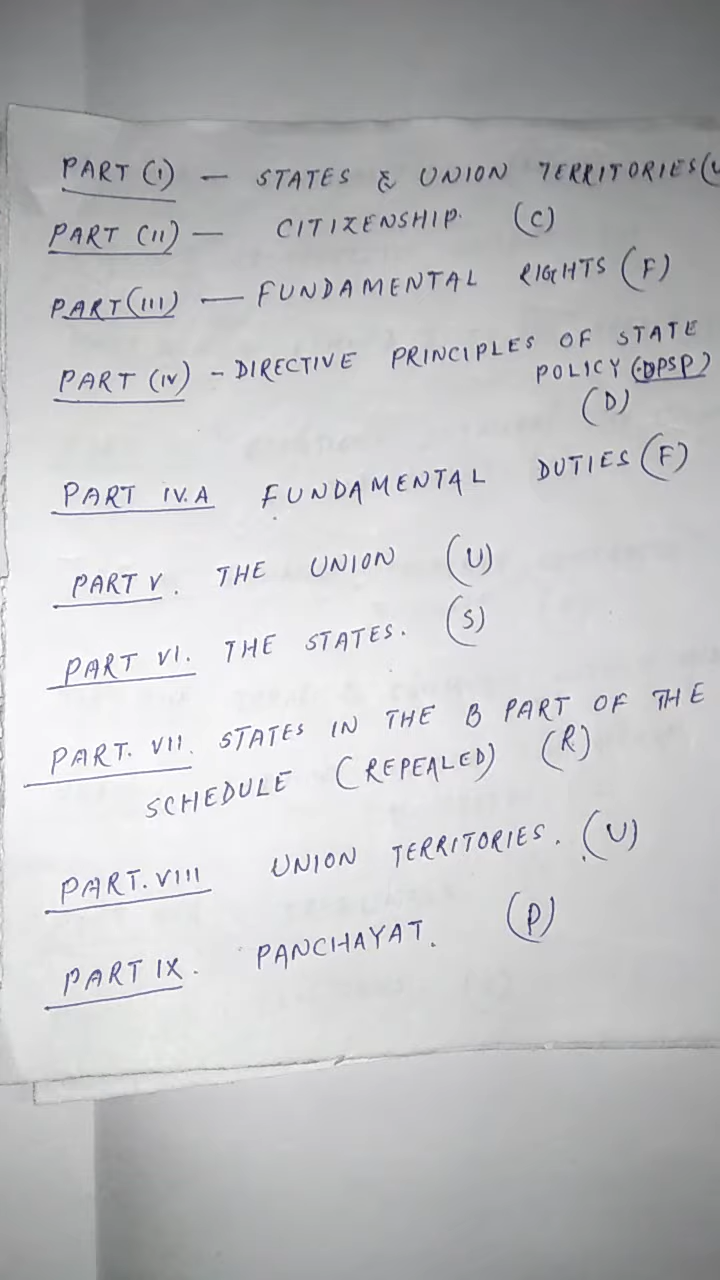 PART (I) — STATES & UNION TERRITORIES (U
PART (II) — CITIZENSHIP. (C)
PART (III) — FUNDAMENTAL RIGHTS (F)
PART (IV) - DIRECTIVE PRINCIPLES OF STATE
POLICY (DPSP)
(D)
PART IV.A FUNDAMENTAL DUTIES (F)
PART V. THE UNION (U)
PART VI. THE STATES. (S)
PART. VII. STATES IN THE B PART OF THE
SCHEDULE (REPEALED) (R)
PART. VIII UNION TERRITORIES. (U)
PART IX. PANCHAYAT. (P)